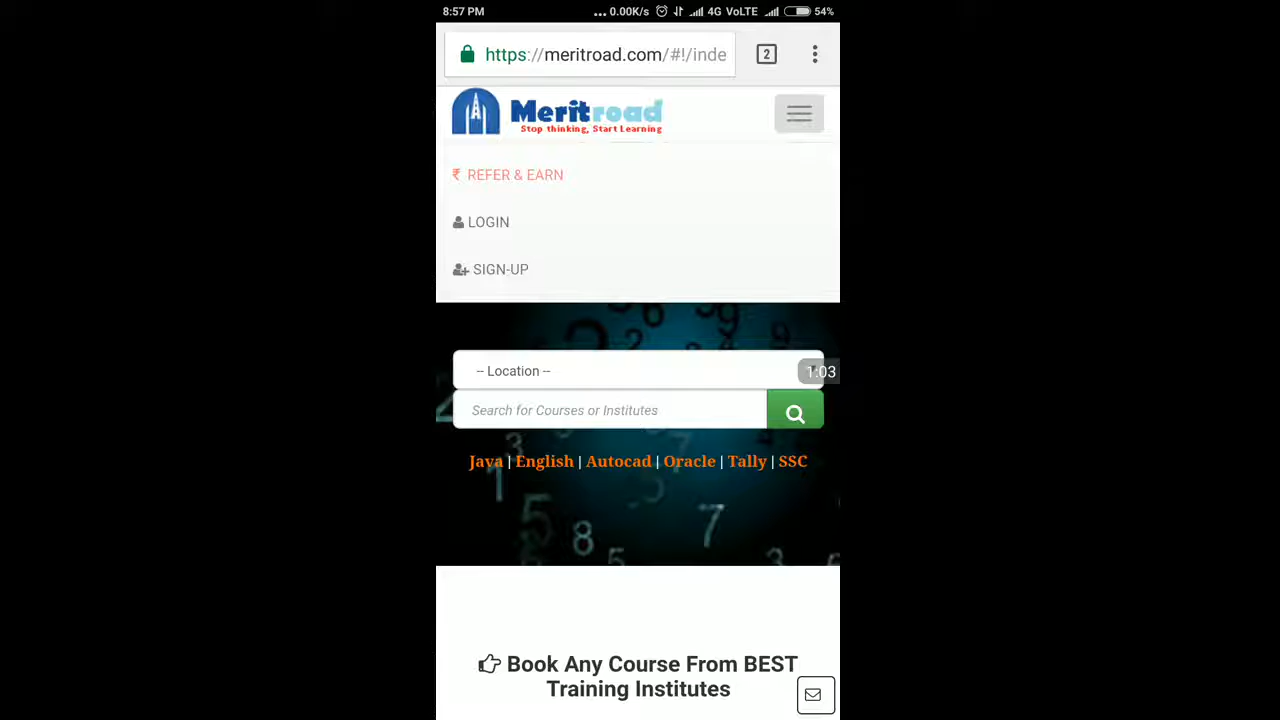 8:57 PM ... 0.00K/s 4G VoLTE 54%
https://meritroad.com/#!/inde 2
Meritroad
Stop thinking, Start Learning
₹ REFER & EARN
LOGIN
SIGN-UP
-- Location --
1:03
Search for Courses or Institutes
Java | English | Autocad | Oracle | Tally | SSC
Book Any Course From BEST
Training Institutes